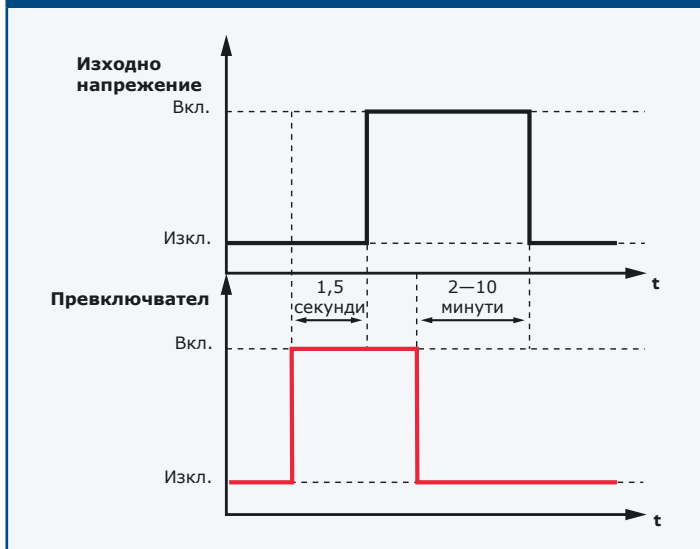 Изходно
напрежение
Вкл.
Изкл.
t
1,5
секунди
2—10
минути
Превключвател
Вкл.
Изкл.
t